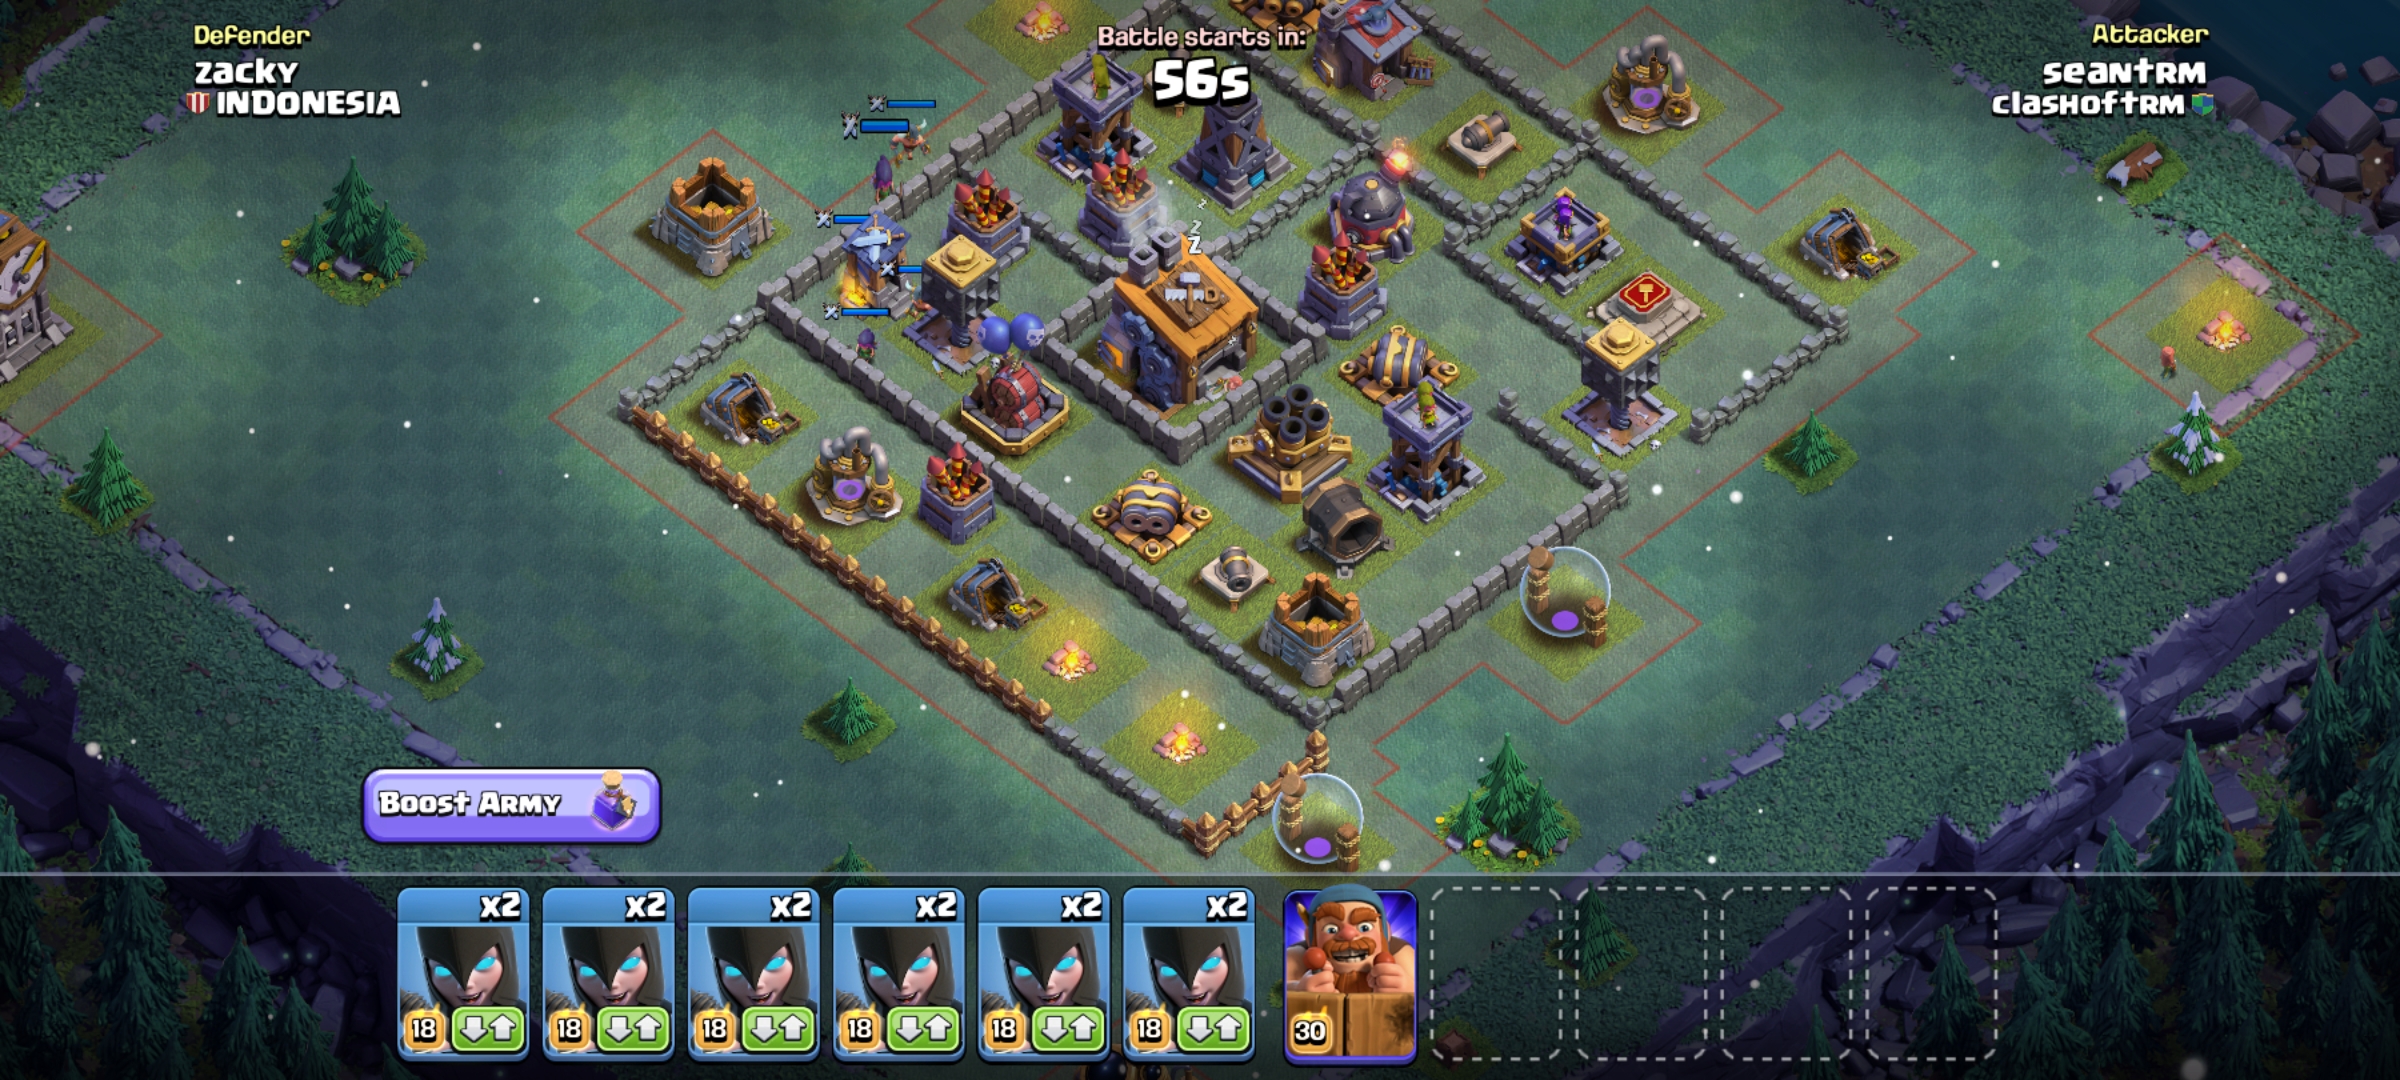 Defender
zacky
INDONESIA
Battle starts in:
56s
Attacker
seantRM
clashoftRM
z
z
z
Boost Army
x2
x2
x2
x2
x2
x2
18
18
18
18
18
18
30